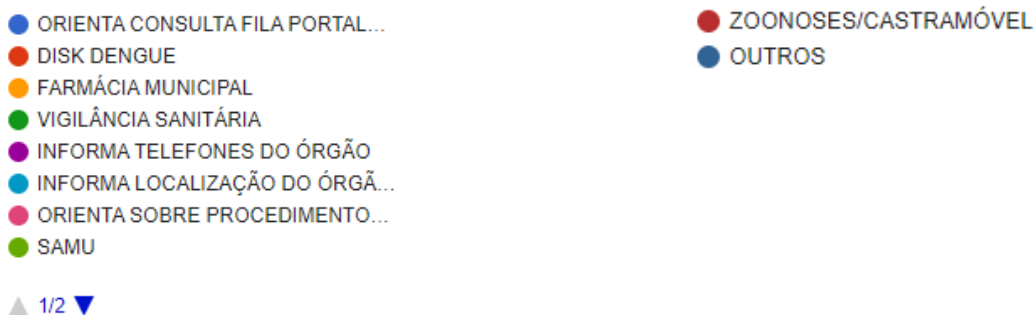 ORIENTA CONSULTA FILA PORTAL...
DISK DENGUE
FARMÁCIA MUNICIPAL
VIGILÂNCIA SANITÁRIA
INFORMA TELEFONES DO ÓRGÃO
INFORMA LOCALIZAÇÃO DO ÓRGÃ...
ORIENTA SOBRE PROCEDIMENTO...
SAMU
1/2
ZOONOSES/CASTRAMÓVEL
OUTROS